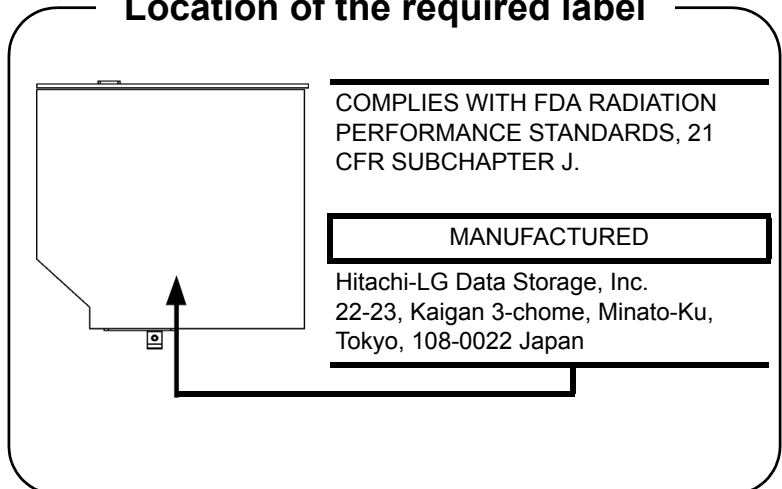 Location of the required label
COMPLIES WITH FDA RADIATION
PERFORMANCE STANDARDS, 21
CFR SUBCHAPTER J.
MANUFACTURED
Hitachi-LG Data Storage, Inc.
22-23, Kaigan 3-chome, Minato-Ku,
Tokyo, 108-0022 Japan